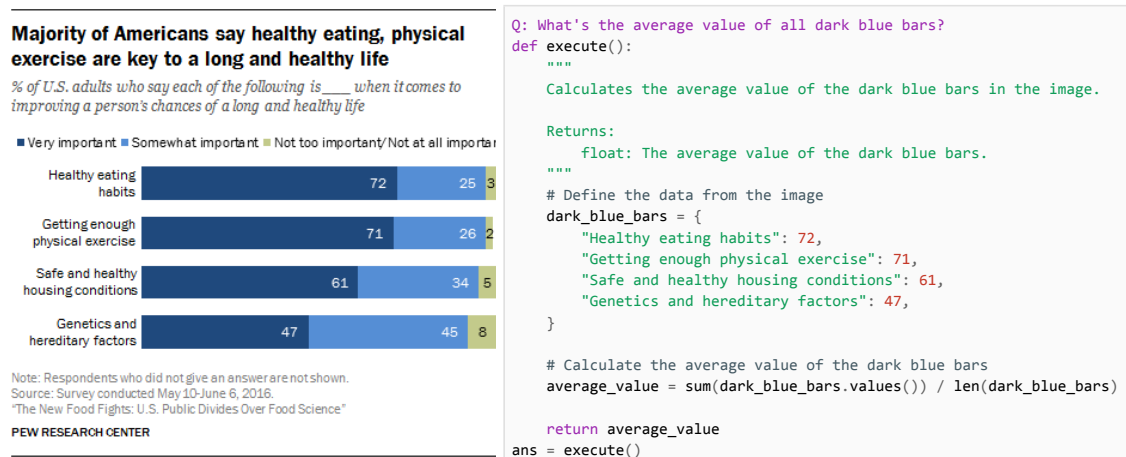 Majority of Americans say healthy eating, physical
exercise are key to a long and healthy life
% of U.S. adults who say each of the following is ___ when it comes to
improving a person's chances of a long and healthy life
Very important Somewhat important Not too important/Not at all importa
Healthy eating
habits
72 25 3
Getting enough
physical exercise
71 26 2
Safe and healthy
housing conditions
61 34 5
Genetics and
hereditary factors
47 45 8
Note: Respondents who did not give an answer are not shown.
Source: Survey conducted May 10-June 6, 2016.
"The New Food Fights: U.S. Public Divides Over Food Science"
PEW RESEARCH CENTER
Q: What's the average value of all dark blue bars?
def execute():
    """
    Calculates the average value of the dark blue bars in the image.
    Returns:
        float: The average value of the dark blue bars.
    """
    # Define the data from the image
    dark_blue_bars = {
        "Healthy eating habits": 72,
        "Getting enough physical exercise": 71,
        "Safe and healthy housing conditions": 61,
        "Genetics and hereditary factors": 47,
    }
    # Calculate the average value of the dark blue bars
    average_value = sum(dark_blue_bars.values()) / len(dark_blue_bars)
    return average_value
ans = execute()